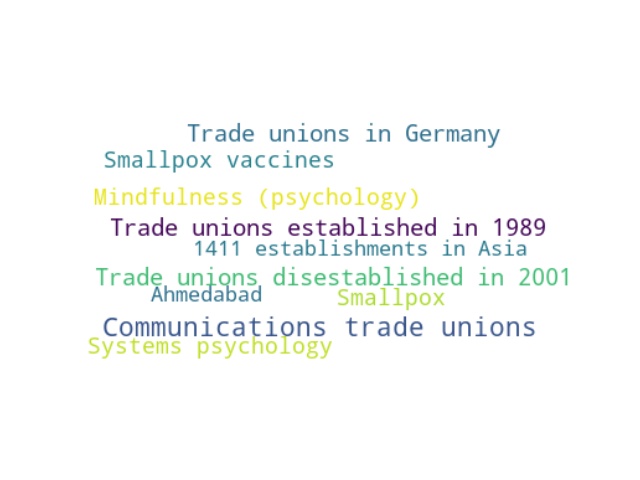 Trade unions in Germany
Smallpox vaccines
Mindfulness (psychology)
Trade unions established in 1989
1411 establishments in Asia
Trade unions disestablished in 2001
Ahmedabad
Smallpox
Communications trade unions
Systems psychology